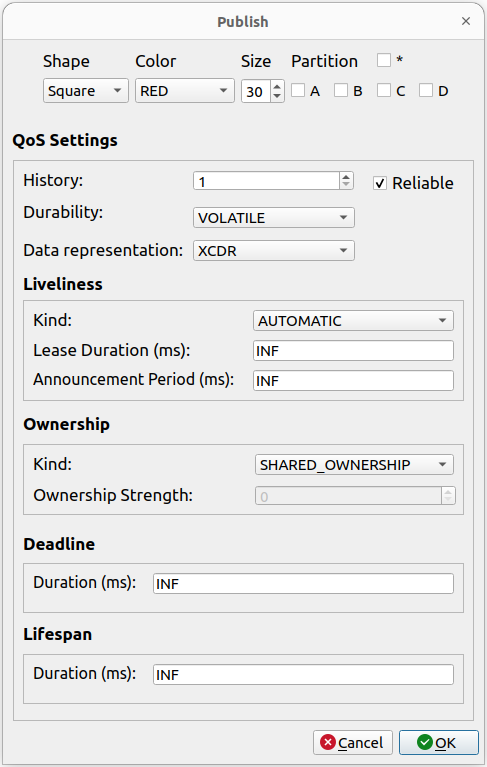 Publish
Shape Color Size Partition *
Square RED 30 A B C D
QoS Settings
History: 1 Reliable
Durability: VOLATILE
Data representation: XCDR
Liveliness
Kind: AUTOMATIC
Lease Duration (ms): INF
Announcement Period (ms): INF
Ownership
Kind: SHARED_OWNERSHIP
Ownership Strength: 0
Deadline
Duration (ms): INF
Lifespan
Duration (ms): INF
Cancel OK